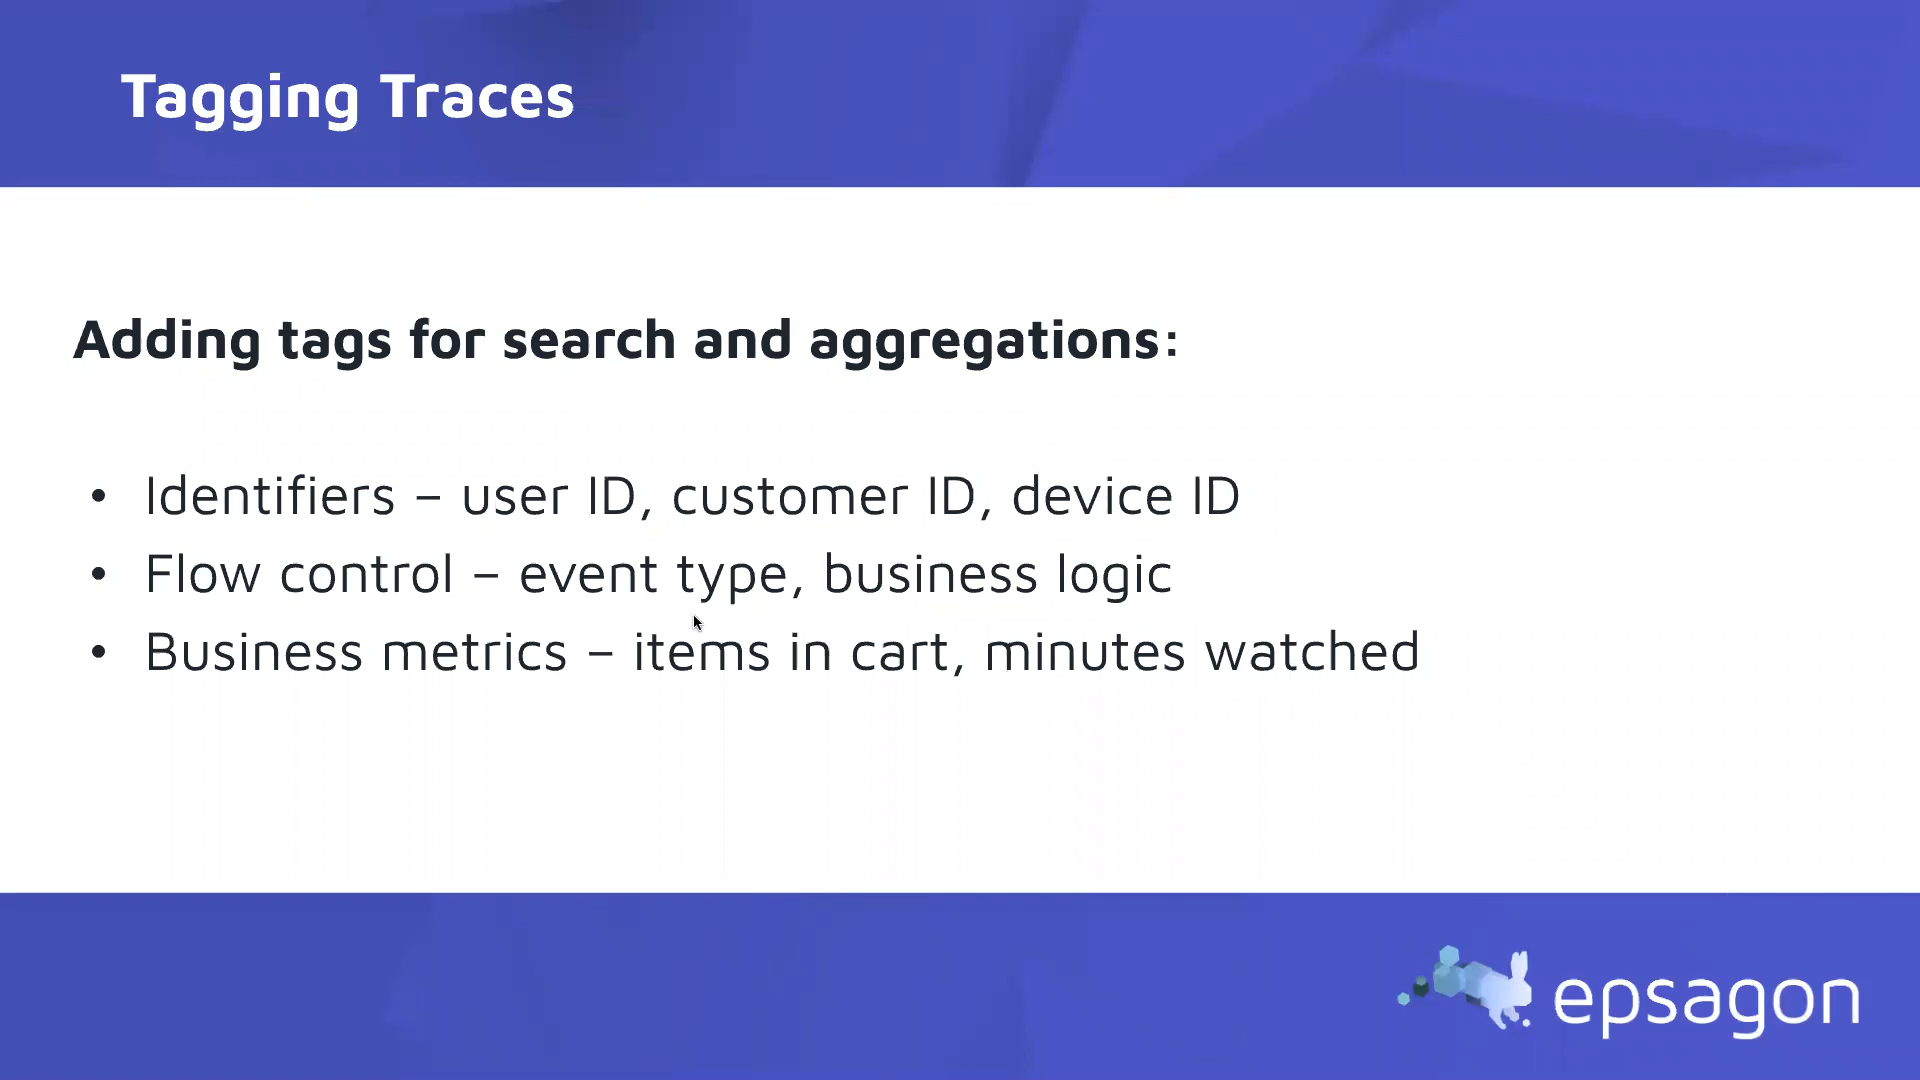 Tagging Traces
Adding tags for search and aggregations:
• Identifiers – user ID, customer ID, device ID
• Flow control – event type, business logic
• Business metrics – items in cart, minutes watched
epsagon